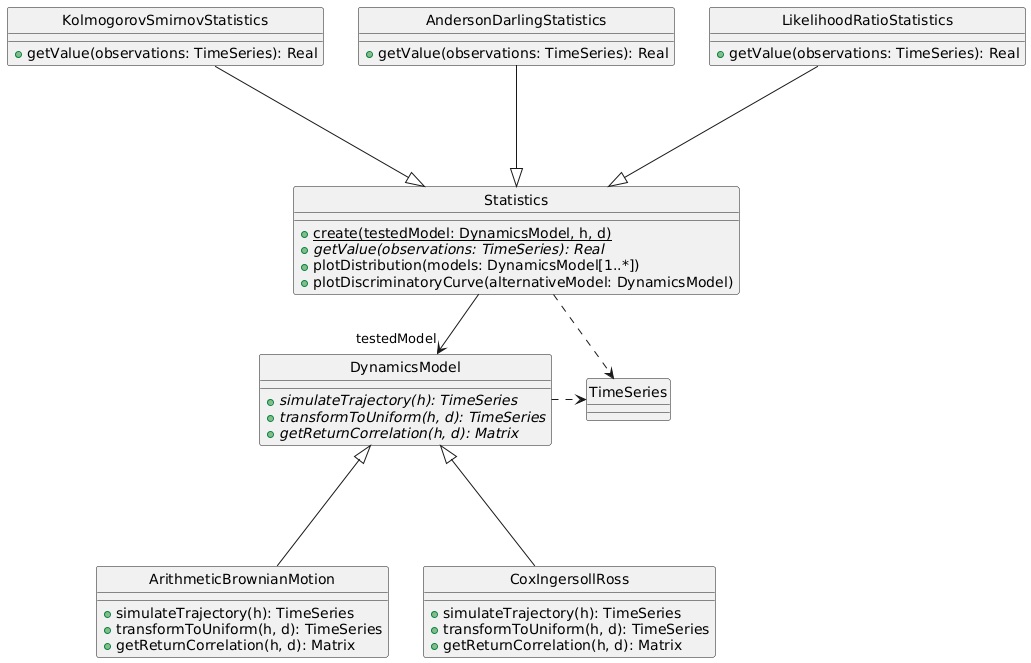 KolmogorovSmirnovStatistics
getValue(observations: TimeSeries): Real
AndersonDarlingStatistics
getValue(observations: TimeSeries): Real
LikelihoodRatioStatistics
getValue(observations: TimeSeries): Real
Statistics
create(testedModel: DynamicsModel, h, d)
getValue(observations: TimeSeries): Real
plotDistribution(models: DynamicsModel[1..*])
plotDiscriminatoryCurve(alternativeModel: DynamicsModel)
testedModel
DynamicsModel
simulateTrajectory(h): TimeSeries
transformToUniform(h, d): TimeSeries
getReturnCorrelation(h, d): Matrix
TimeSeries
ArithmeticBrownianMotion
simulateTrajectory(h): TimeSeries
transformToUniform(h, d): TimeSeries
getReturnCorrelation(h, d): Matrix
CoxIngersollRoss
simulateTrajectory(h): TimeSeries
transformToUniform(h, d): TimeSeries
getReturnCorrelation(h, d): Matrix